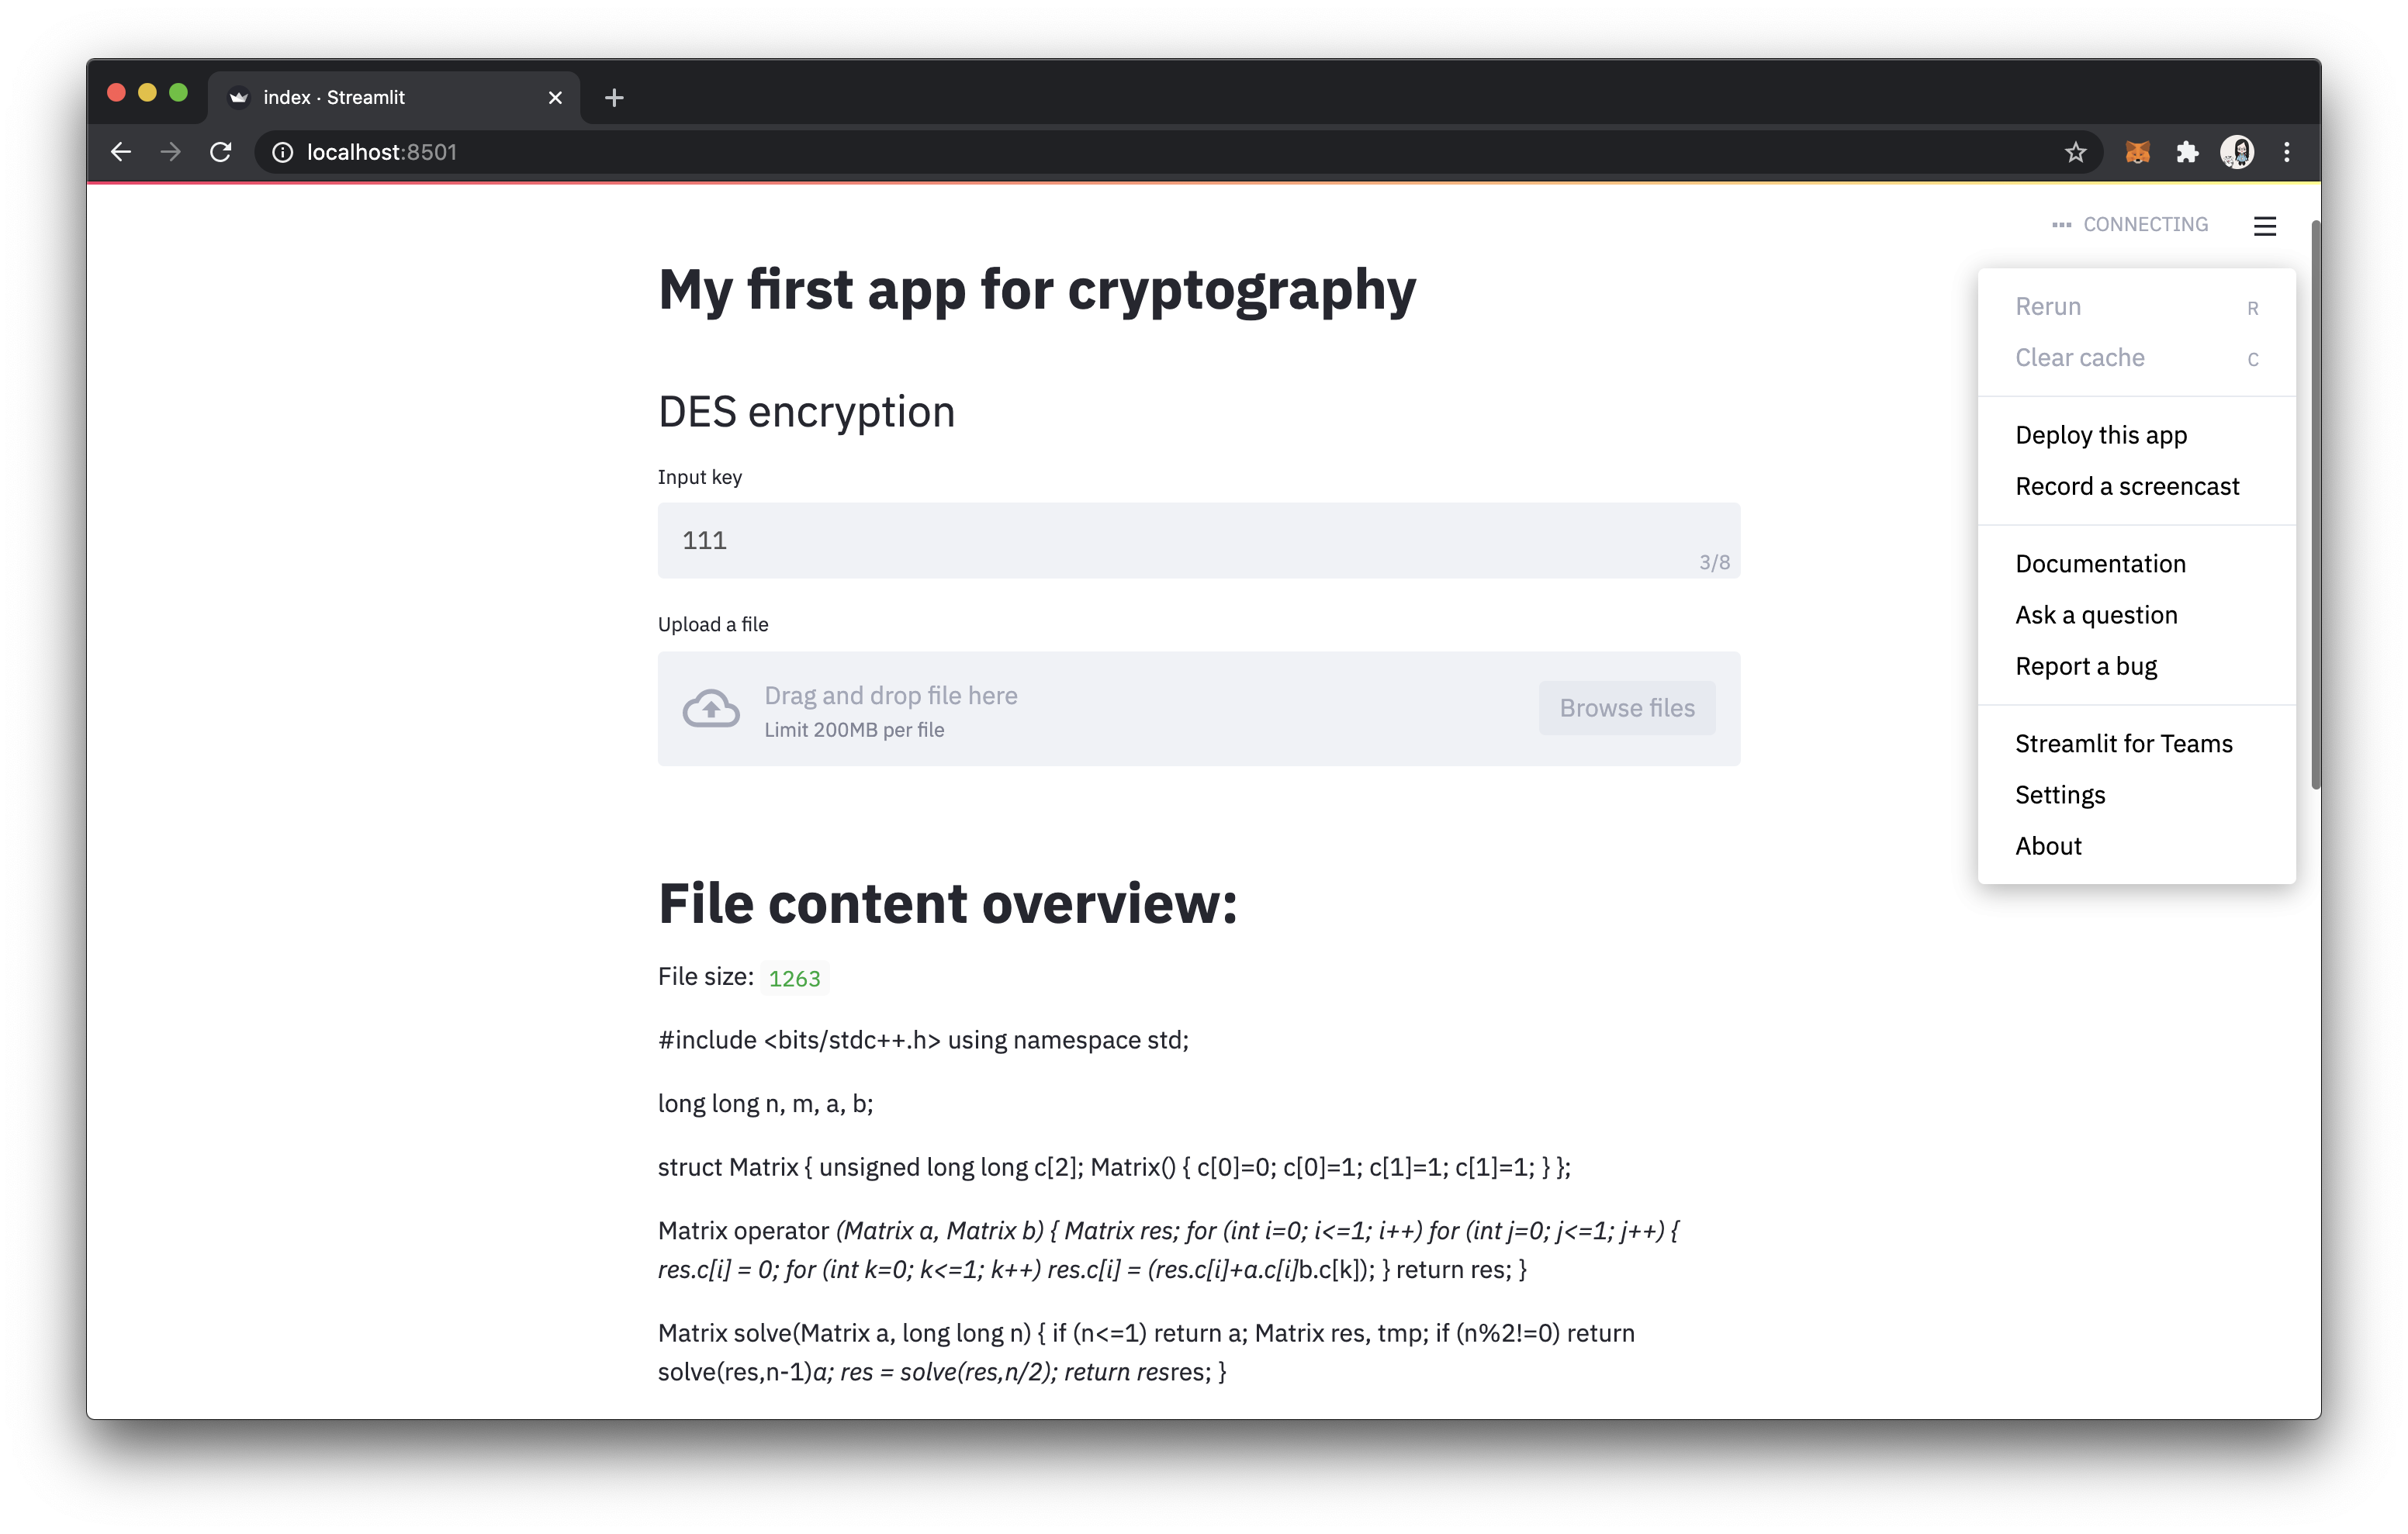 index · Streamlit
localhost:8501
CONNECTING
My first app for cryptography
DES encryption
Input key
111
3/8
Upload a file
Drag and drop file here
Limit 200MB per file
Browse files
File content overview:
File size: 1263
#include <bits/stdc++.h> using namespace std;
long long n, m, a, b;
struct Matrix { unsigned long long c[2]; Matrix() { c[0]=0; c[0]=1; c[1]=1; c[1]=1; } };
Matrix operator (Matrix a, Matrix b) { Matrix res; for (int i=0; i<=1; i++) for (int j=0; j<=1; j++) {
res.c[i] = 0; for (int k=0; k<=1; k++) res.c[i] = (res.c[i]+a.c[i]b.c[k]); } return res; }
Matrix solve(Matrix a, long long n) { if (n<=1) return a; Matrix res, tmp; if (n%2!=0) return
solve(res,n-1)a; res = solve(res,n/2); return resres; }
Rerun R
Clear cache C
Deploy this app
Record a screencast
Documentation
Ask a question
Report a bug
Streamlit for Teams
Settings
About